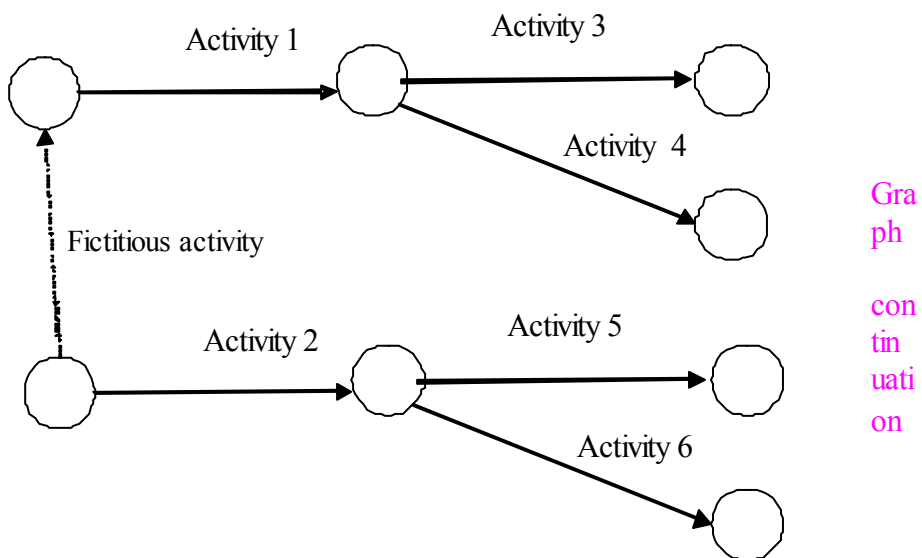 Activity 1
Activity 3
Activity 4
Fictitious activity
Activity 2
Activity 5
Activity 6
Gra
ph
con
tin
uati
on